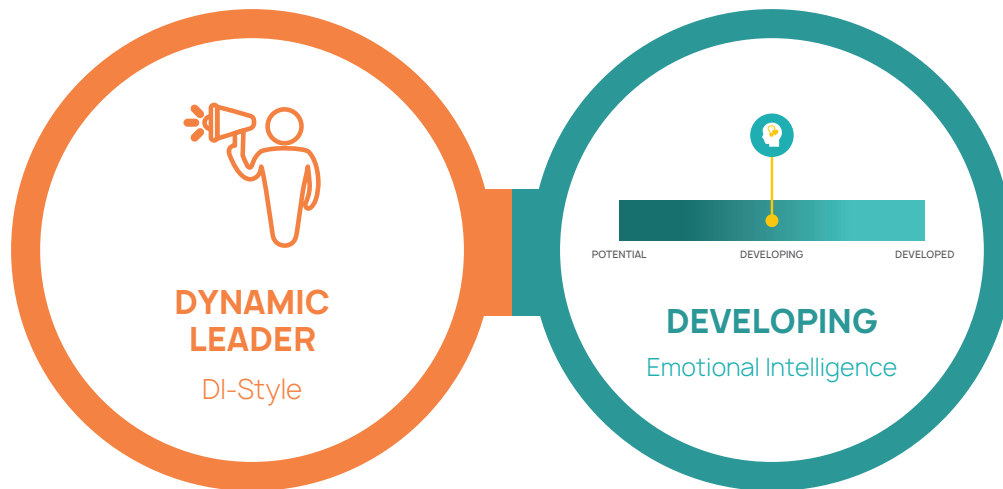 DYNAMIC
LEADER
DI-Style
POTENTIAL
DEVELOPING
DEVELOPED
DEVELOPING
Emotional Intelligence